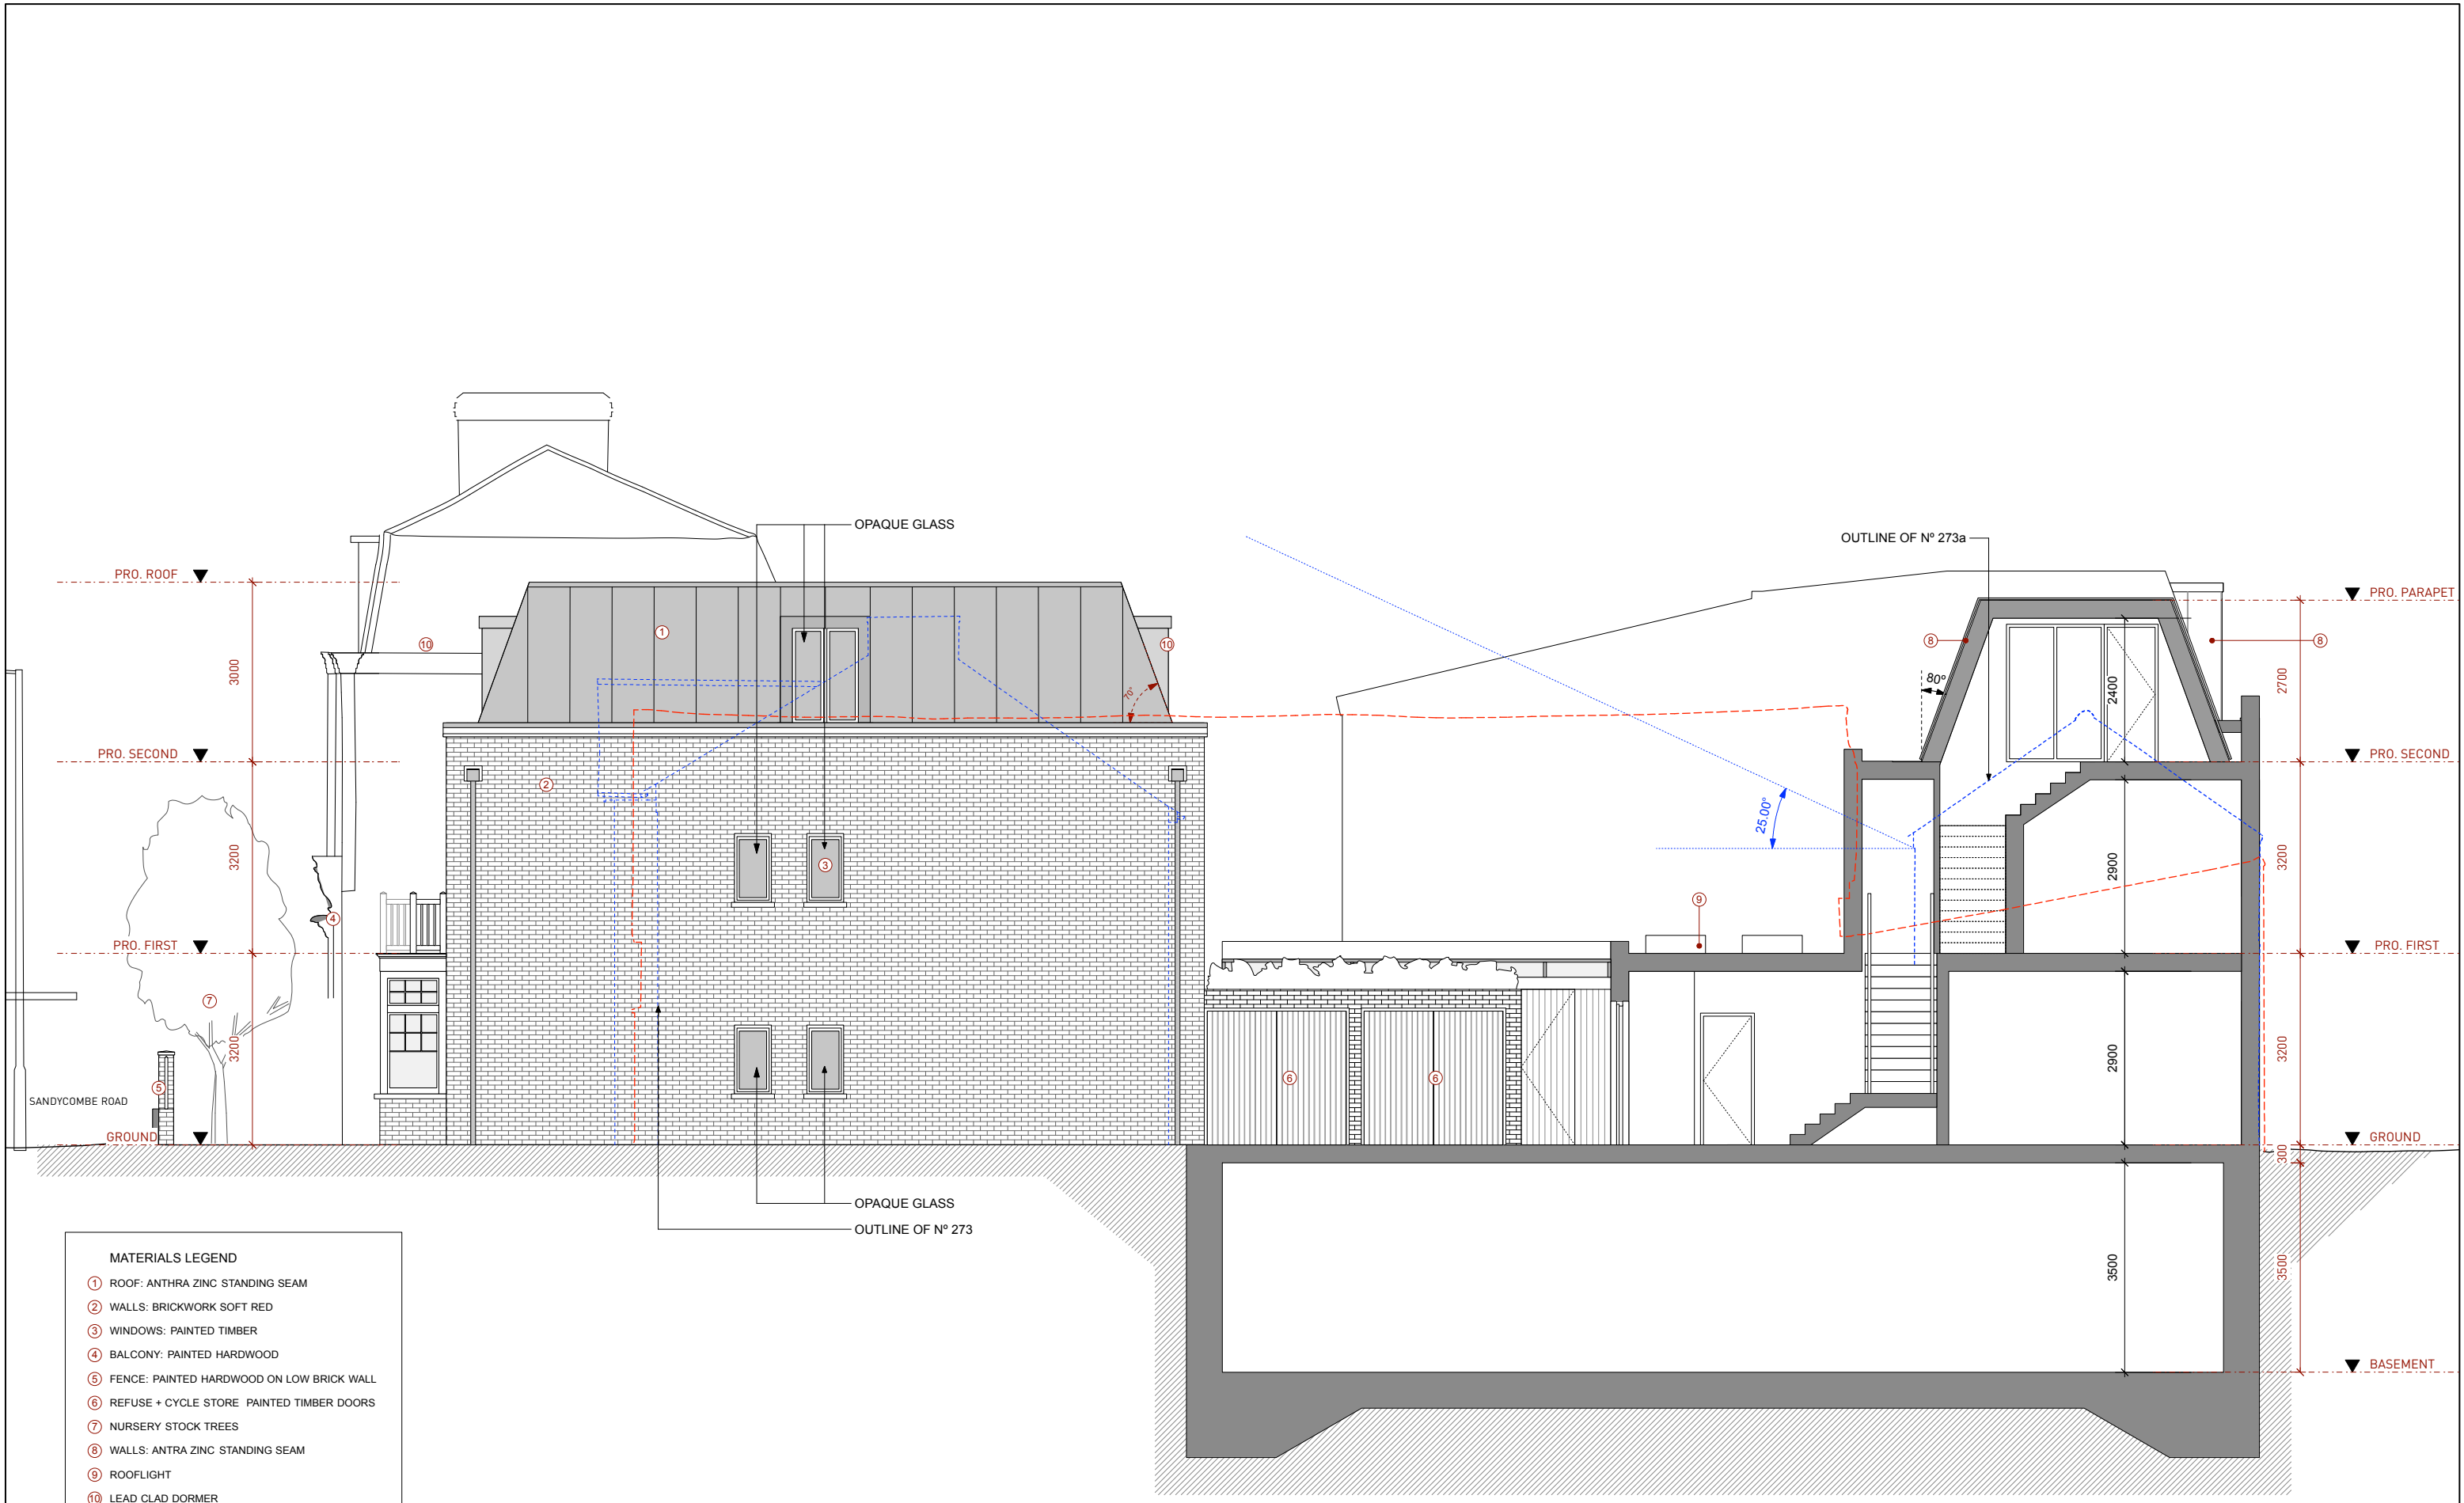 OPAQUE GLASS
OUTLINE OF Nº 273a
PRO. ROOF
PRO. PARAPET
10
1
10
8
8
3000
70°
80º
2400
2700
PRO. SECOND
PRO. SECOND
2
25.00°
3
3200
2900
3200
4
9
PRO. FIRST
PRO. FIRST
7
3200
2900
3200
5
6
6
SANDYCOMBE ROAD
GROUND
GROUND
300
OPAQUE GLASS
OUTLINE OF Nº 273
3500
3500
BASEMENT
MATERIALS LEGEND
1 ROOF: ANTHRA ZINC STANDING SEAM
2 WALLS: BRICKWORK SOFT RED
3 WINDOWS: PAINTED TIMBER
4 BALCONY: PAINTED HARDWOOD
5 FENCE: PAINTED HARDWOOD ON LOW BRICK WALL
6 REFUSE + CYCLE STORE PAINTED TIMBER DOORS
7 NURSERY STOCK TREES
8 WALLS: ANTRA ZINC STANDING SEAM
9 ROOFLIGHT
10 LEAD CLAD DORMER